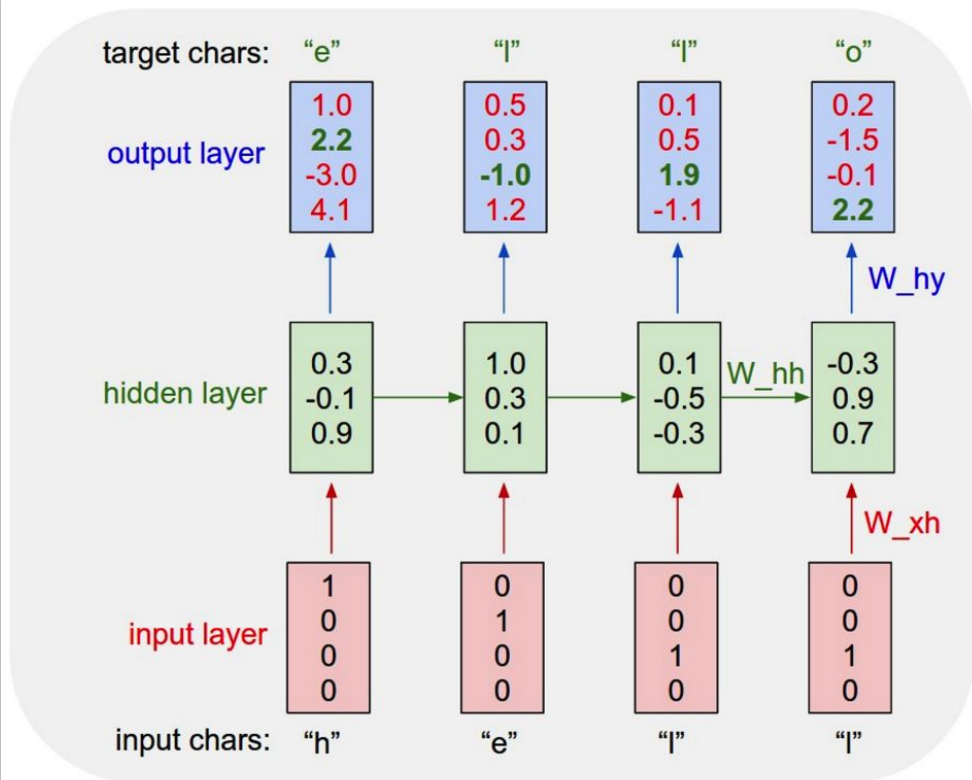 target chars: “e” “l” “l” “o”
1.0 0.5 0.1 0.2
2.2 0.3 0.5 -1.5
output layer
-3.0 -1.0 1.9 -0.1
4.1 1.2 -1.1 2.2
W_hy
0.3 1.0 0.1 -0.3
W_hh
hidden layer -0.1 0.3 -0.5 0.9
0.9 0.1 -0.3 0.7
W_xh
1 0 0 0
0 1 0 0
input layer
0 0 1 1
0 0 0 0
input chars: “h” “e” “l” “l”